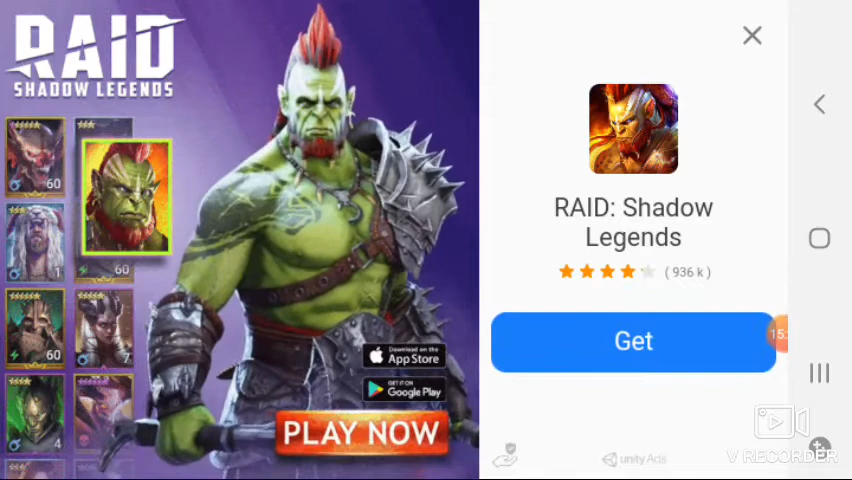 RAID
SHADOW LEGENDS
60
1
60
60
7
4
Download on the
App Store
GET IT ON
Google Play
PLAY NOW
RAID: Shadow
Legends
( 936 k )
Get
15:
unity Ads
V RECORDER